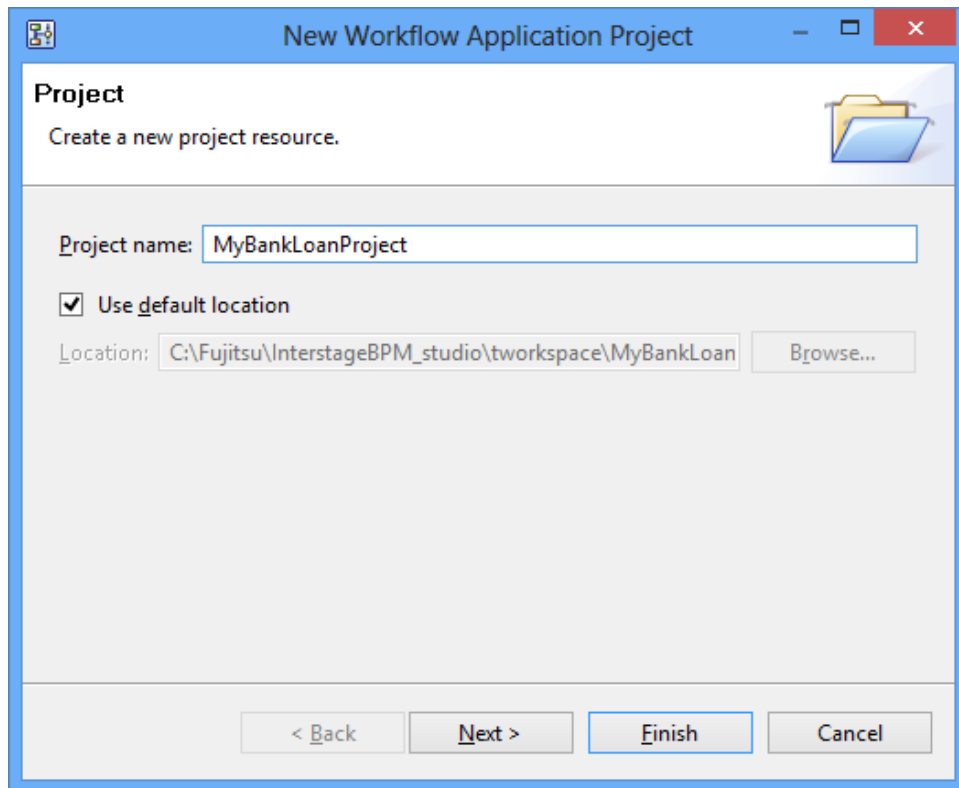 New Workflow Application Project
Project
Create a new project resource.
Project name: MyBankLoanProject
Use default location
Location: C:\Fujitsu\InterstageBPM_studio\tworkspace\MyBankLoan Browse...
< Back Next > Finish Cancel